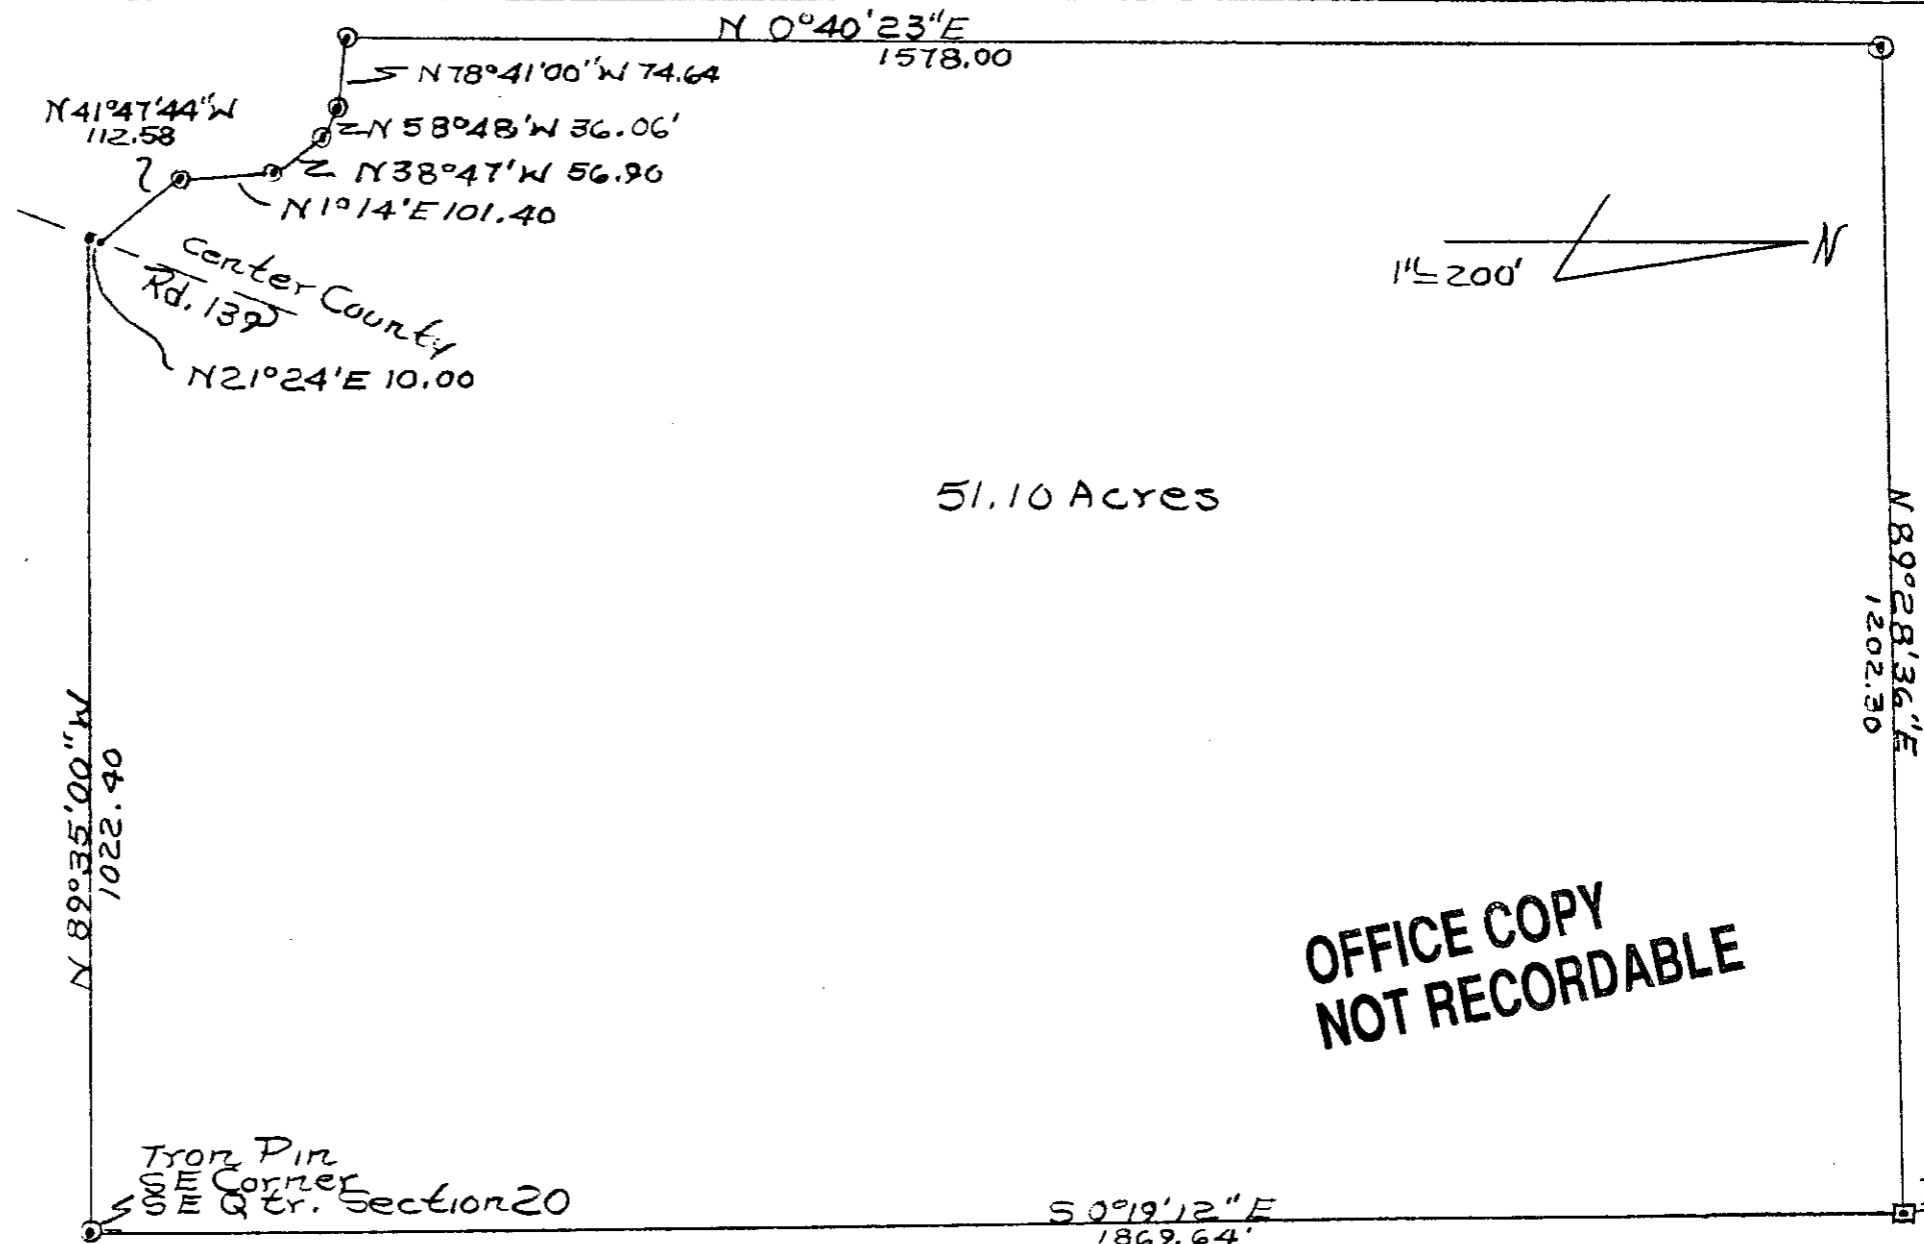 N 0°40'23"E
1578.00
N 78°41'00"W 74.64
N 41°47'44"W
112.58
N 58°48'W 36.06'
N 38°47'W 56.90
N 1°14'E 101.40
Center County
Rd. 139
N 21°24'E 10.00
1"=200'
N
51.10 Acres
N 89°28'36"E
1202.30
N 89°35'00"W
1022.40
OFFICE COPY
NOT RECORDABLE
Iron Pin
SE Corner
SE Qtr. Section 20
S 0°19'12"E
1869.64'